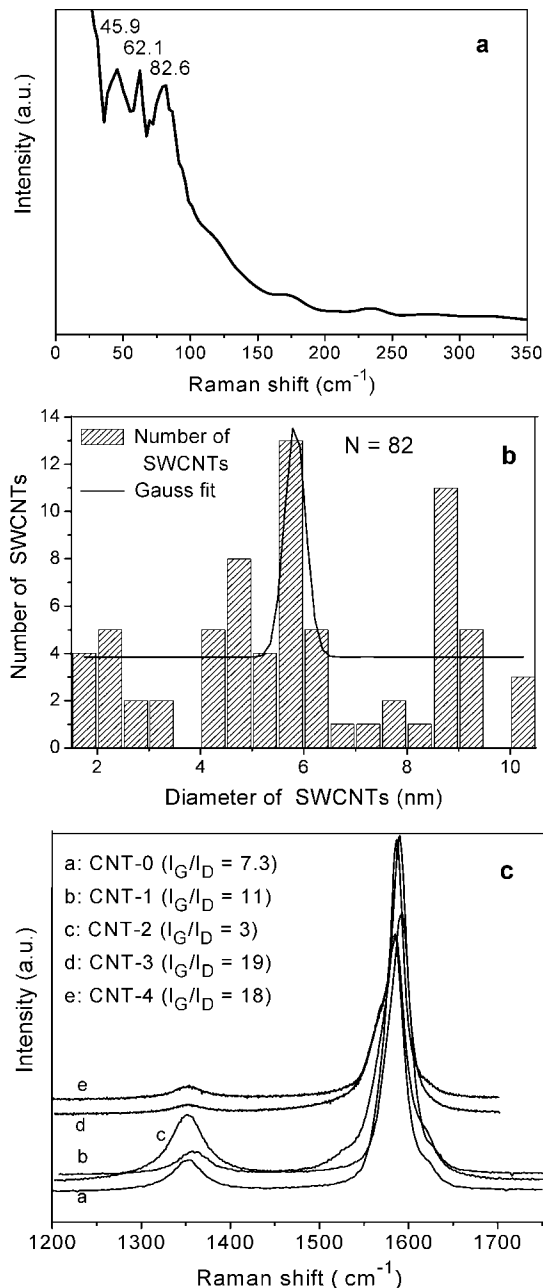 45.9
62.1
82.6
a
Intensity (a.u.)
0 50 100 150 200 250 300 350
Raman shift (cm⁻¹)
14
12
10
8
6
4
2
0
Number of SWCNTs
Number of
SWCNTs
Gauss fit
N = 82
b
2 4 6 8 10
Diameter of SWCNTs (nm)
c
a: CNT-0 (I_G/I_D = 7.3)
b: CNT-1 (I_G/I_D = 11)
c: CNT-2 (I_G/I_D = 3)
d: CNT-3 (I_G/I_D = 19)
e: CNT-4 (I_G/I_D = 18)
Intensity (a.u.)
e
d
c
b
a
1200 1300 1400 1500 1600 1700
Raman shift ( cm⁻¹)